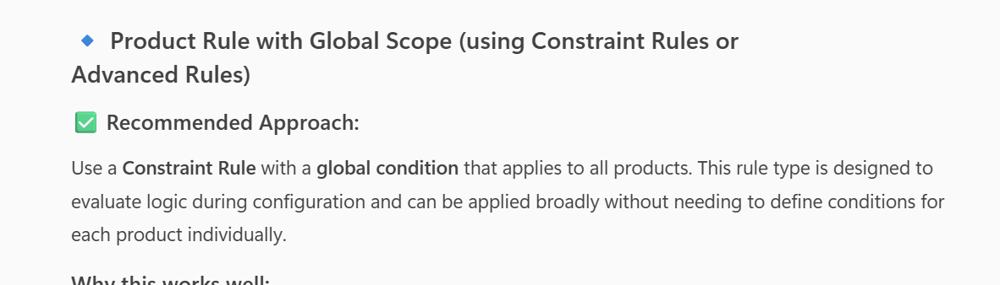 🔹 Product Rule with Global Scope (using Constraint Rules or
Advanced Rules)
✅ Recommended Approach:
Use a Constraint Rule with a global condition that applies to all products. This rule type is designed to
evaluate logic during configuration and can be applied broadly without needing to define conditions for
each product individually.
Why this works well: